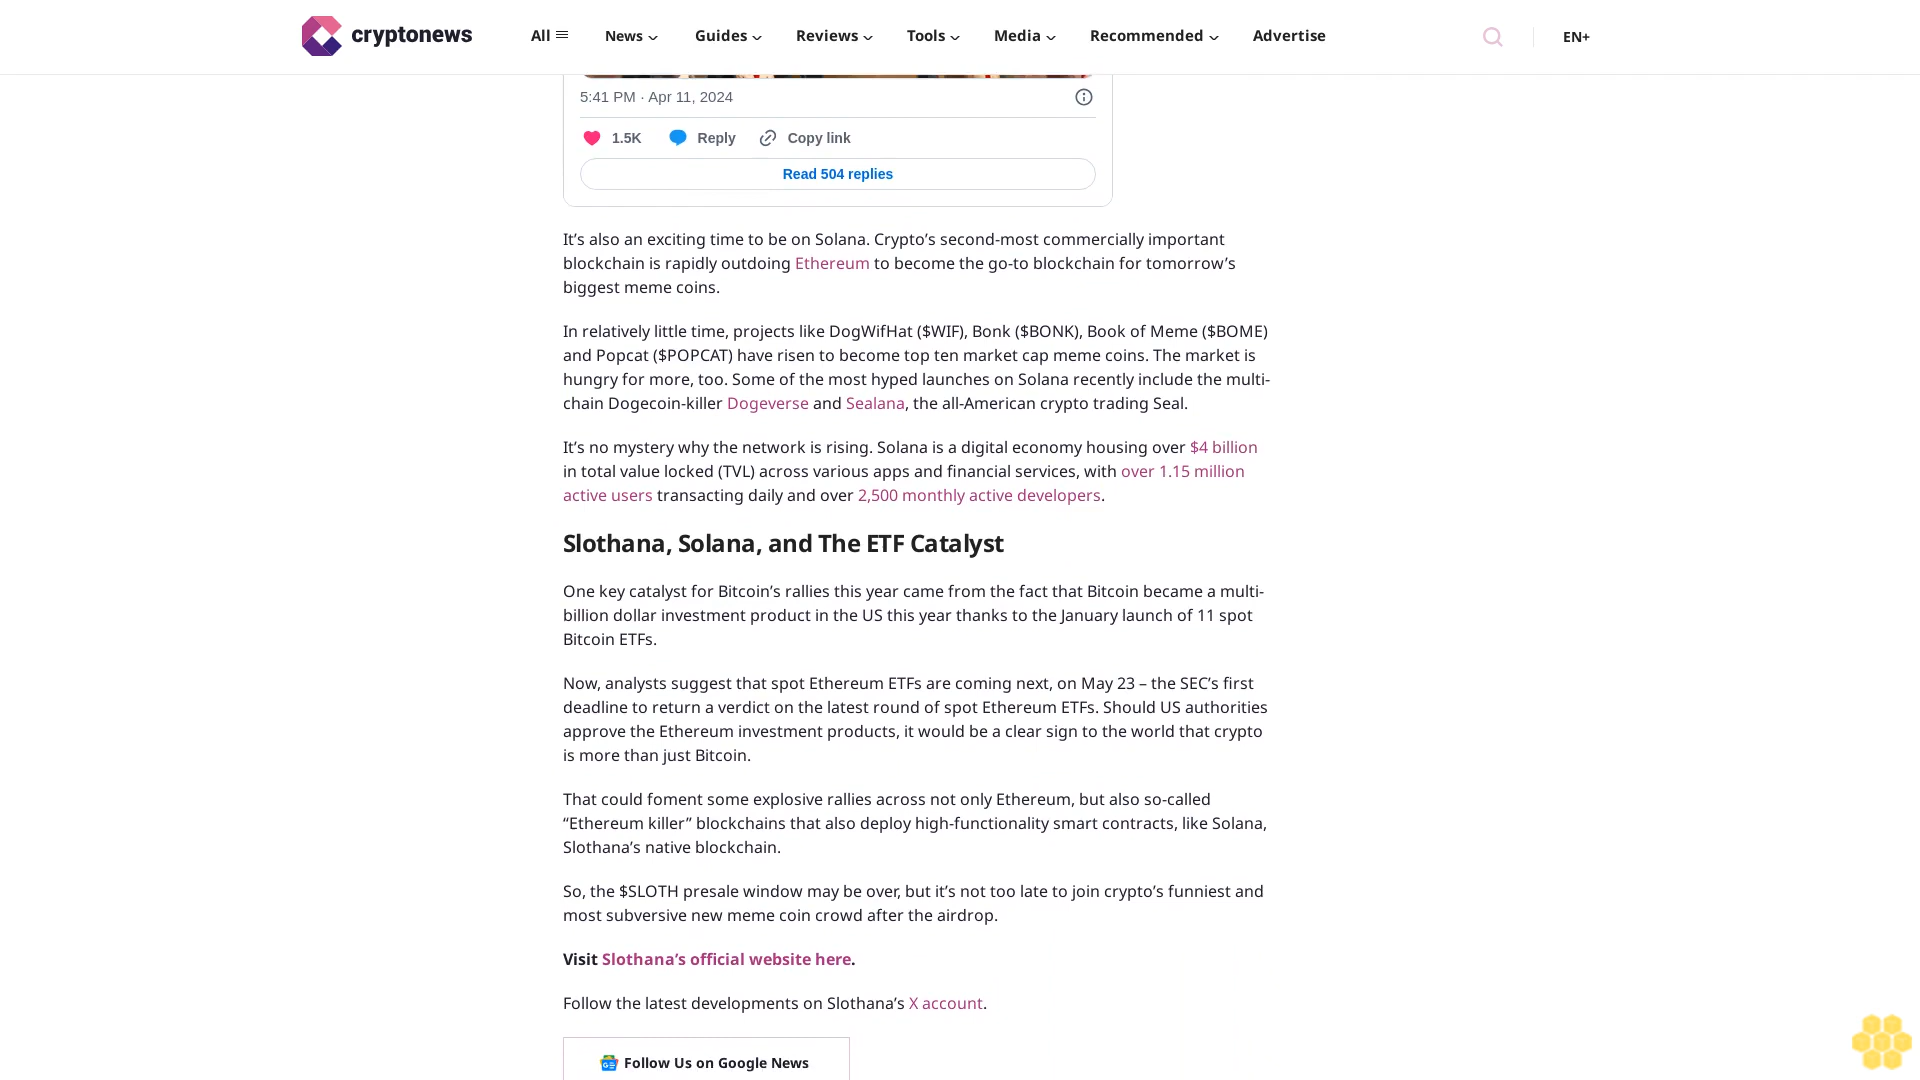 cryptonews
All
News
Guides
Reviews
Tools
Media
Recommended
Advertise
EN+
5:41 PM · Apr 11, 2024
1.5K
Reply
Copy link
Read 504 replies
It’s also an exciting time to be on Solana. Crypto’s second-most commercially important
blockchain is rapidly outdoing Ethereum to become the go-to blockchain for tomorrow’s
biggest meme coins.
In relatively little time, projects like DogWifHat ($WIF), Bonk ($BONK), Book of Meme ($BOME)
and Popcat ($POPCAT) have risen to become top ten market cap meme coins. The market is
hungry for more, too. Some of the most hyped launches on Solana recently include the multi-
chain Dogecoin-killer Dogeverse and Sealana, the all-American crypto trading Seal.
It’s no mystery why the network is rising. Solana is a digital economy housing over $4 billion
in total value locked (TVL) across various apps and financial services, with over 1.15 million
active users transacting daily and over 2,500 monthly active developers.
Slothana, Solana, and The ETF Catalyst
One key catalyst for Bitcoin’s rallies this year came from the fact that Bitcoin became a multi-
billion dollar investment product in the US this year thanks to the January launch of 11 spot
Bitcoin ETFs.
Now, analysts suggest that spot Ethereum ETFs are coming next, on May 23 – the SEC’s first
deadline to return a verdict on the latest round of spot Ethereum ETFs. Should US authorities
approve the Ethereum investment products, it would be a clear sign to the world that crypto
is more than just Bitcoin.
That could foment some explosive rallies across not only Ethereum, but also so-called
“Ethereum killer” blockchains that also deploy high-functionality smart contracts, like Solana,
Slothana’s native blockchain.
So, the $SLOTH presale window may be over, but it’s not too late to join crypto’s funniest and
most subversive new meme coin crowd after the airdrop.
Visit Slothana’s official website here.
Follow the latest developments on Slothana’s X account.
Follow Us on Google News